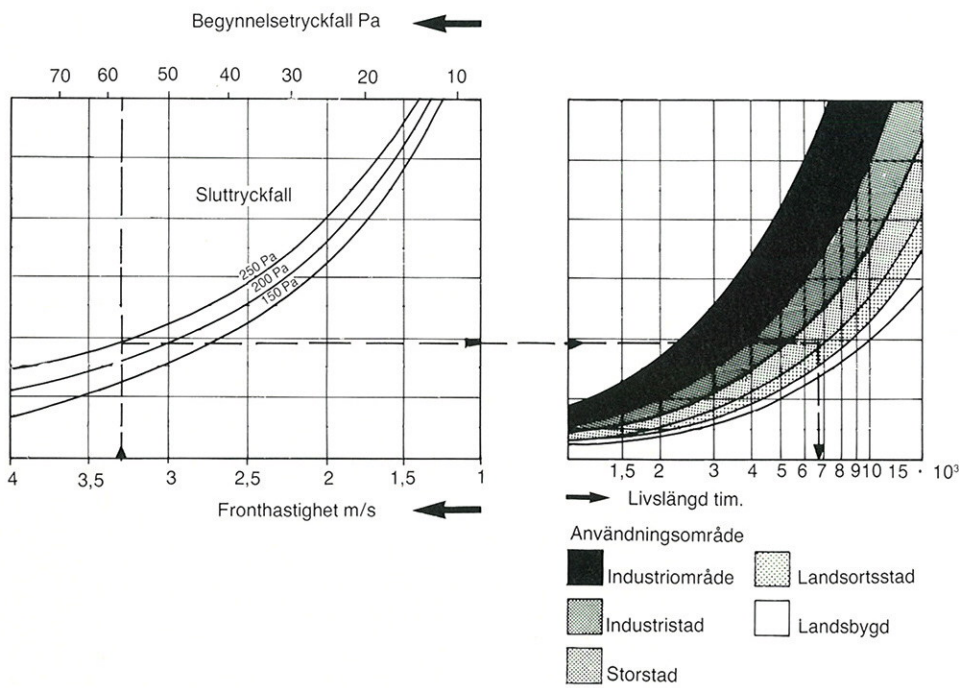 Begynnelsetryckfall Pa
70 60 50 40 30 20 10
Sluttryckfall
250 Pa
200 Pa
150 Pa
4 3,5 3 2,5 2 1,5 1
Fronthastighet m/s
1,5 2 3 4 5 6 7 8 9 10 15 · 10³
Livslängd tim.
Användningsområde
Industriområde
Industristad
Storstad
Landsortsstad
Landsbygd